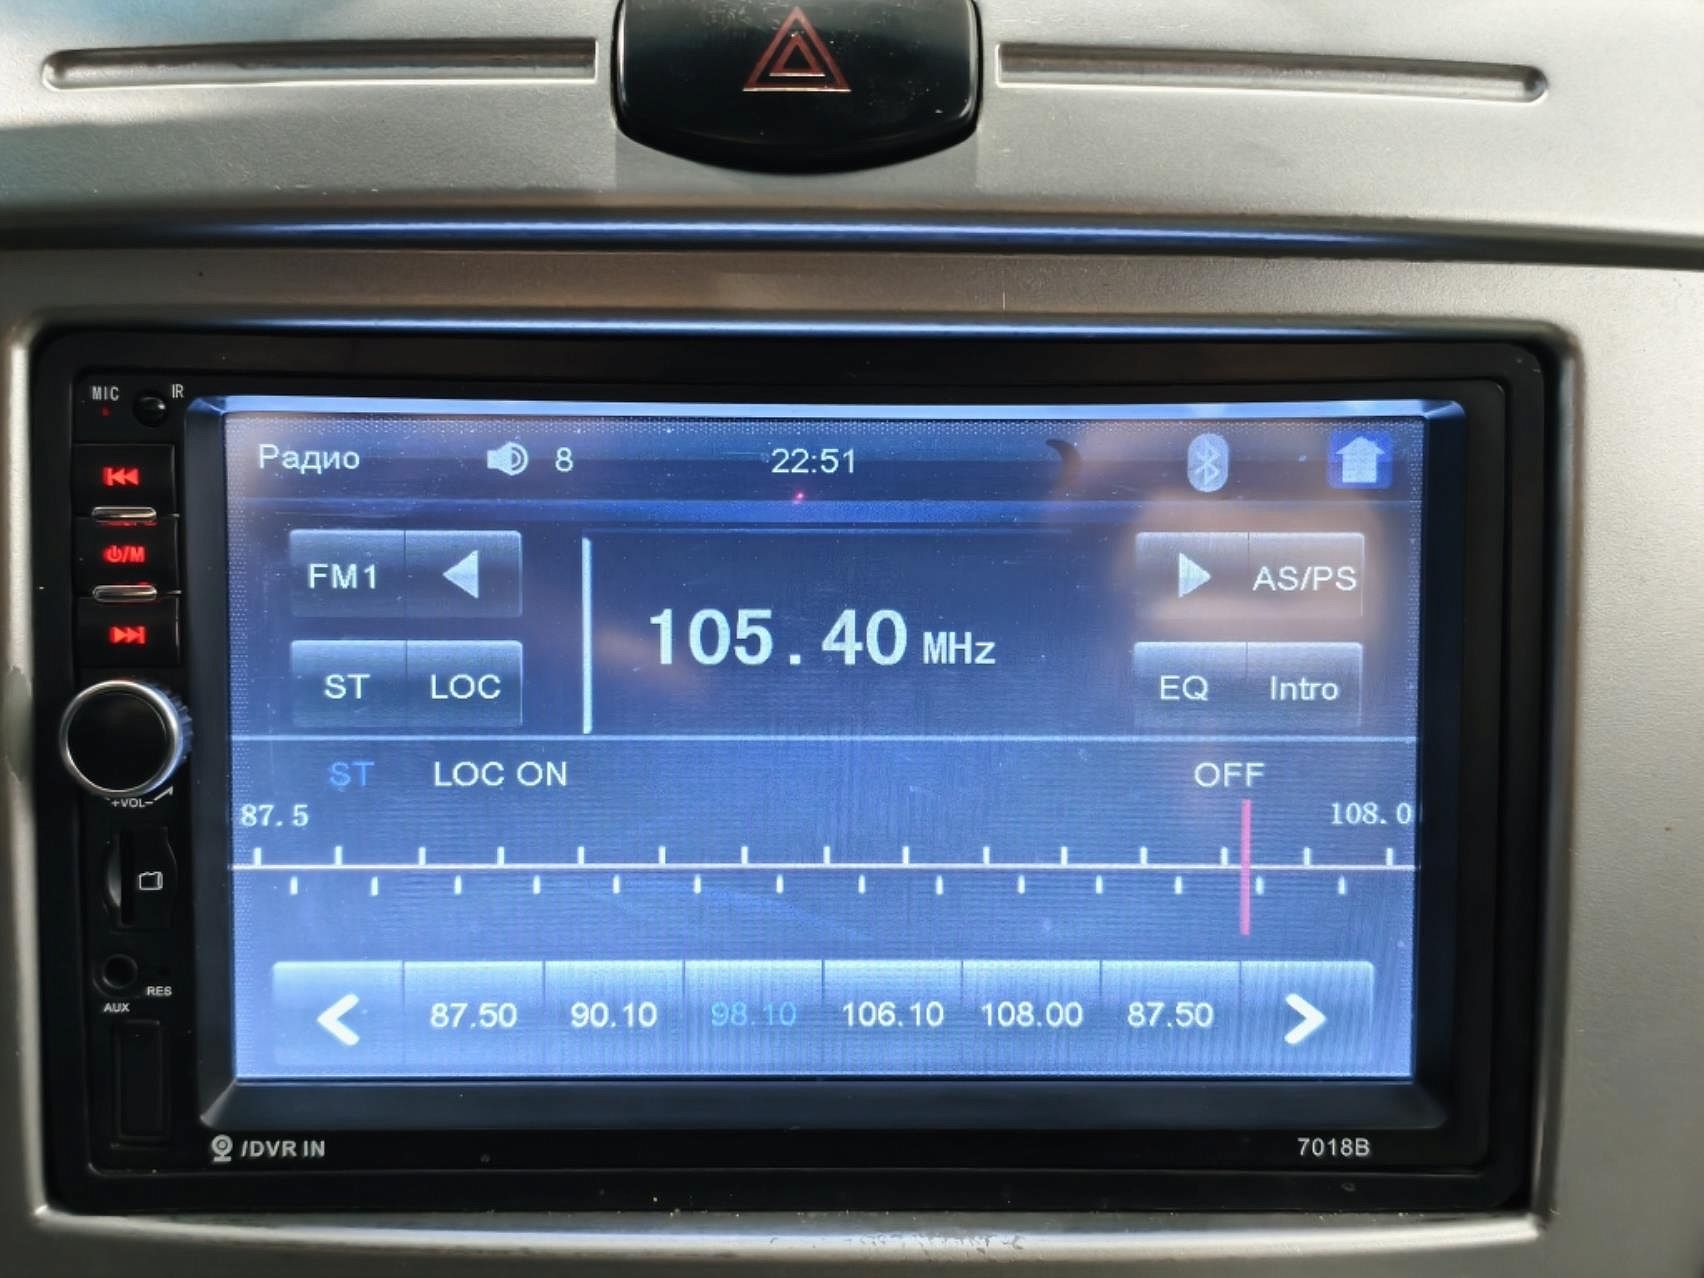 MIC IR
Радио 8 22:51
FM1 AS/PS
105.40 MHz
ST LOC EQ Intro
ST LOC ON OFF
87.5 108.0
+VOL-
87.50 90.10 98.10 106.10 108.00 87.50
RES
AUX
/DVR IN 7018B
/M